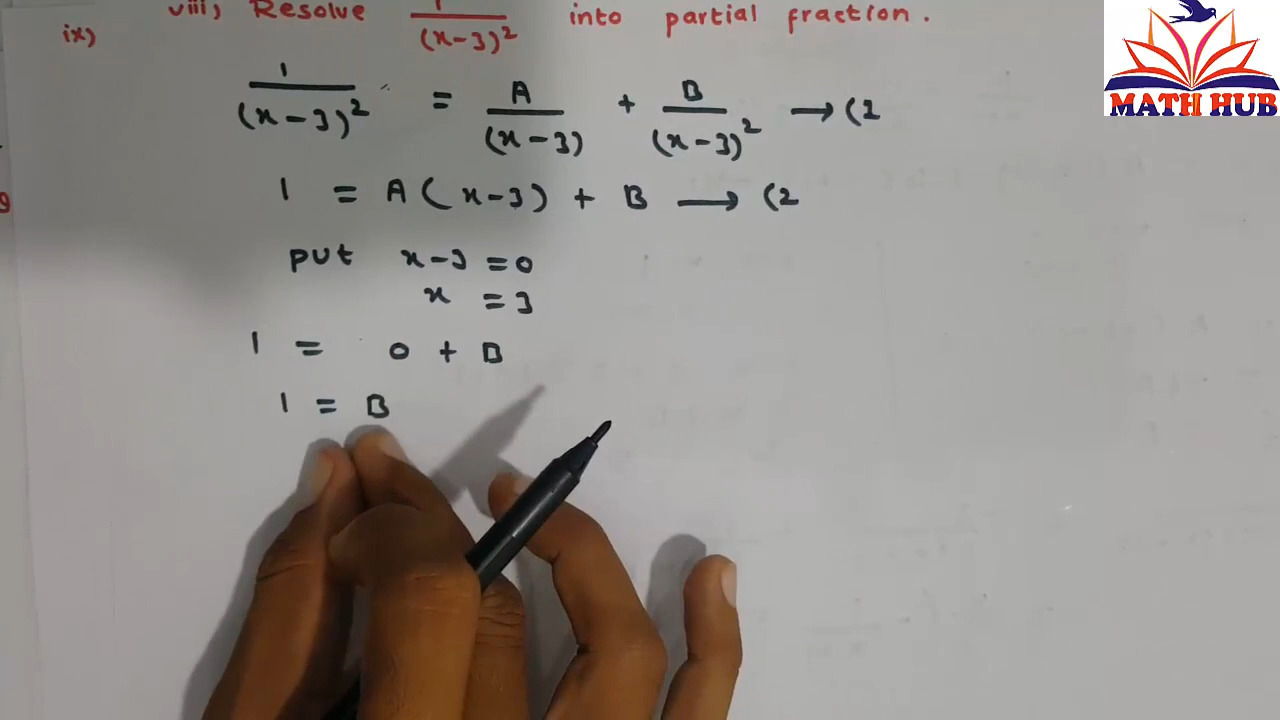 viii, Resolve 1/(x-3)² into partial fraction.
ix)
1/(x-3)² = A/(x-3) + B/(x-3)² → (2
1 = A(x-3) + B → (2
put x-3=0
x = 3
1 = 0 + B
1 = B
MATH HUB